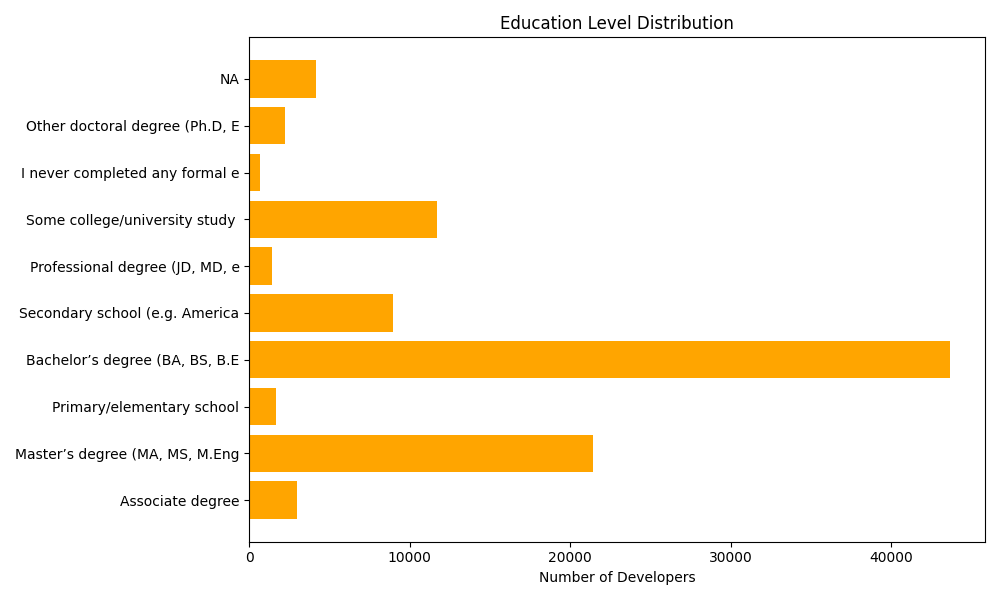 Education Level Distribution
NA
Other doctoral degree (Ph.D, E
I never completed any formal e
Some college/university study
Professional degree (JD, MD, e
Secondary school (e.g. America
Bachelor’s degree (BA, BS, B.E
Primary/elementary school
Master’s degree (MA, MS, M.Eng
Associate degree
0 10000 20000 30000 40000
Number of Developers